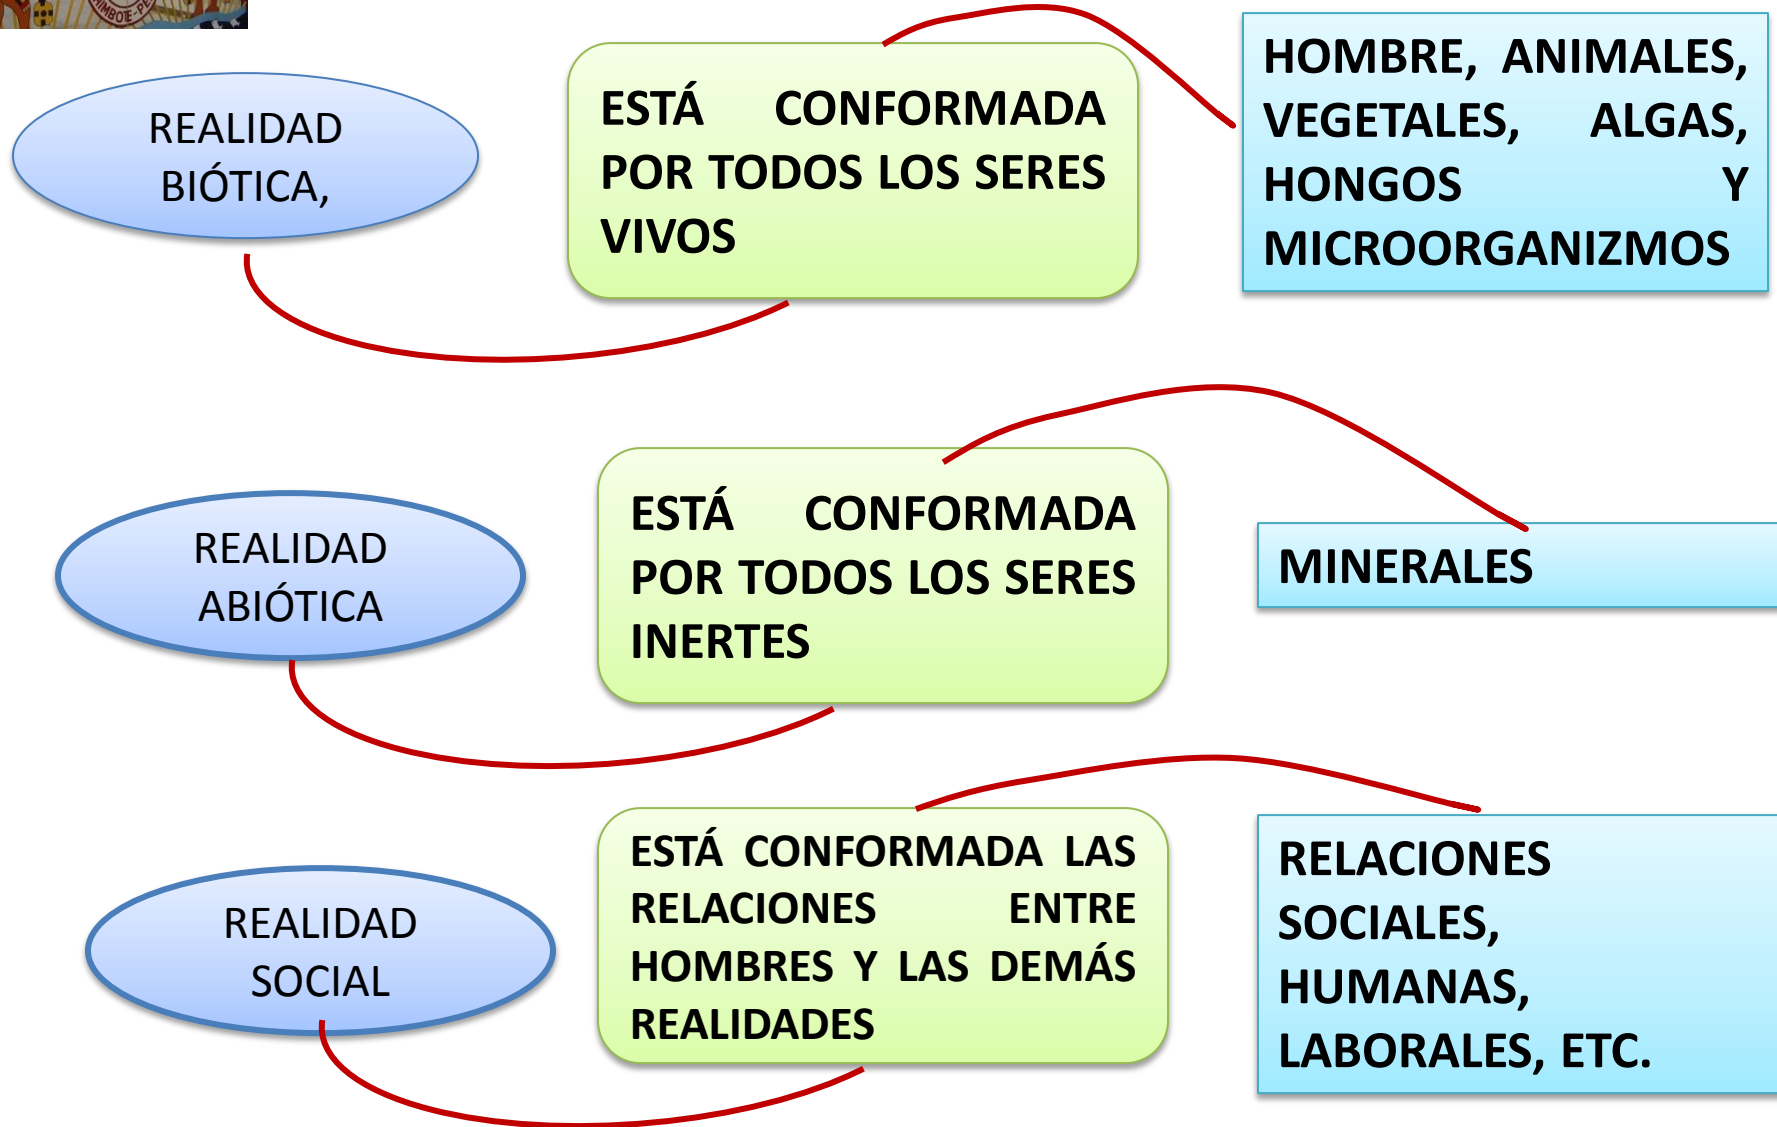 HIMBOTE-PE
REALIDAD
BIÓTICA,
ESTÁ CONFORMADA
POR TODOS LOS SERES
VIVOS
HOMBRE, ANIMALES,
VEGETALES, ALGAS,
HONGOS Y
MICROORGANIZMOS
REALIDAD
ABIÓTICA
ESTÁ CONFORMADA
POR TODOS LOS SERES
INERTES
MINERALES
REALIDAD
SOCIAL
ESTÁ CONFORMADA LAS
RELACIONES ENTRE
HOMBRES Y LAS DEMÁS
REALIDADES
RELACIONES
SOCIALES,
HUMANAS,
LABORALES, ETC.